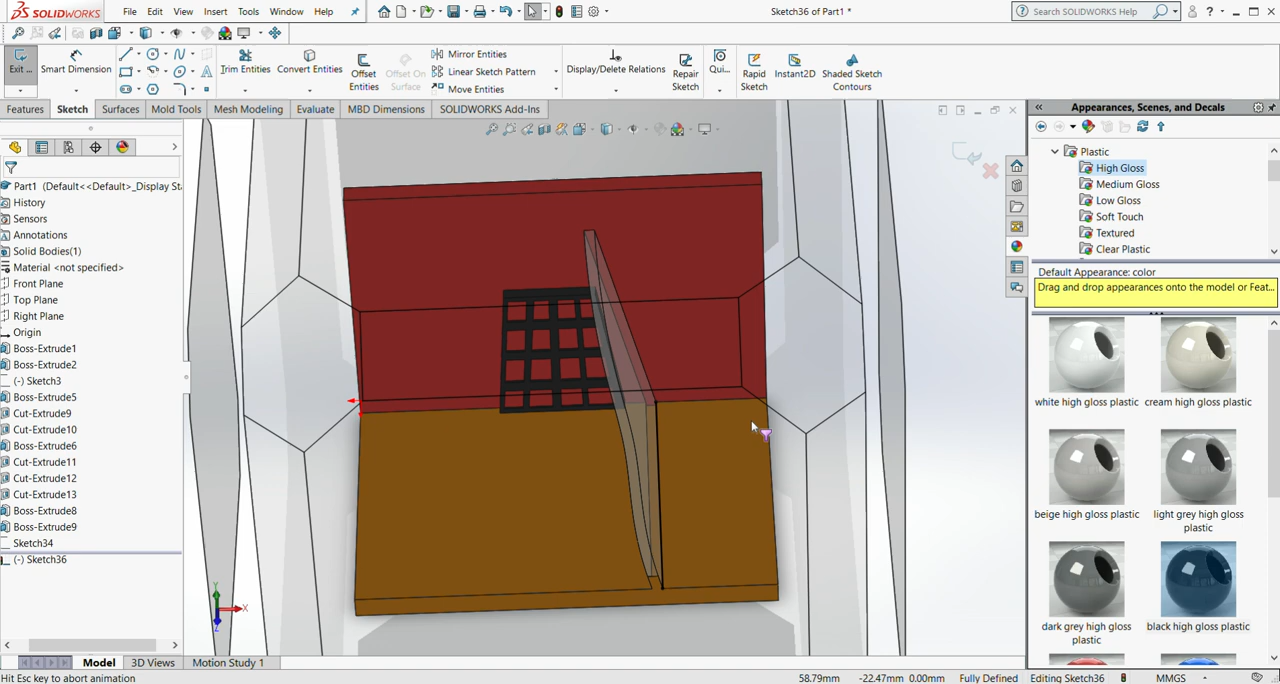 SOLIDWORKS File Edit View Insert Tools Window Help Sketch36 of Part1 * Search SOLIDWORKS Help
Exit ... Smart Dimension Trim Entities Convert Entities Offset Entities Offset On Surface Mirror Entities Linear Sketch Pattern Move Entities Display/Delete Relations Repair Sketch Qui... Rapid Sketch Instant2D Shaded Sketch Contours
Features Sketch Surfaces Mold Tools Mesh Modeling Evaluate MBD Dimensions SOLIDWORKS Add-Ins
Part1 (Default<<Default>_Display Sta
History
Sensors
Annotations
Solid Bodies(1)
Material <not specified>
Front Plane
Top Plane
Right Plane
Origin
Boss-Extrude1
Boss-Extrude2
(-) Sketch3
Boss-Extrude5
Cut-Extrude9
Cut-Extrude10
Boss-Extrude6
Cut-Extrude11
Cut-Extrude12
Cut-Extrude13
Boss-Extrude8
Boss-Extrude9
Sketch34
(-) Sketch36
Y
X
Z
Appearances, Scenes, and Decals
Plastic
High Gloss
Medium Gloss
Low Gloss
Soft Touch
Textured
Clear Plastic
Default Appearance: color
Drag and drop appearances onto the model or Feat...
white high gloss plastic cream high gloss plastic
beige high gloss plastic light grey high gloss plastic
dark grey high gloss plastic black high gloss plastic
Model 3D Views Motion Study 1
Hit Esc key to abort animation 58.79mm -22.47mm 0.00mm Fully Defined Editing Sketch36 MMGS